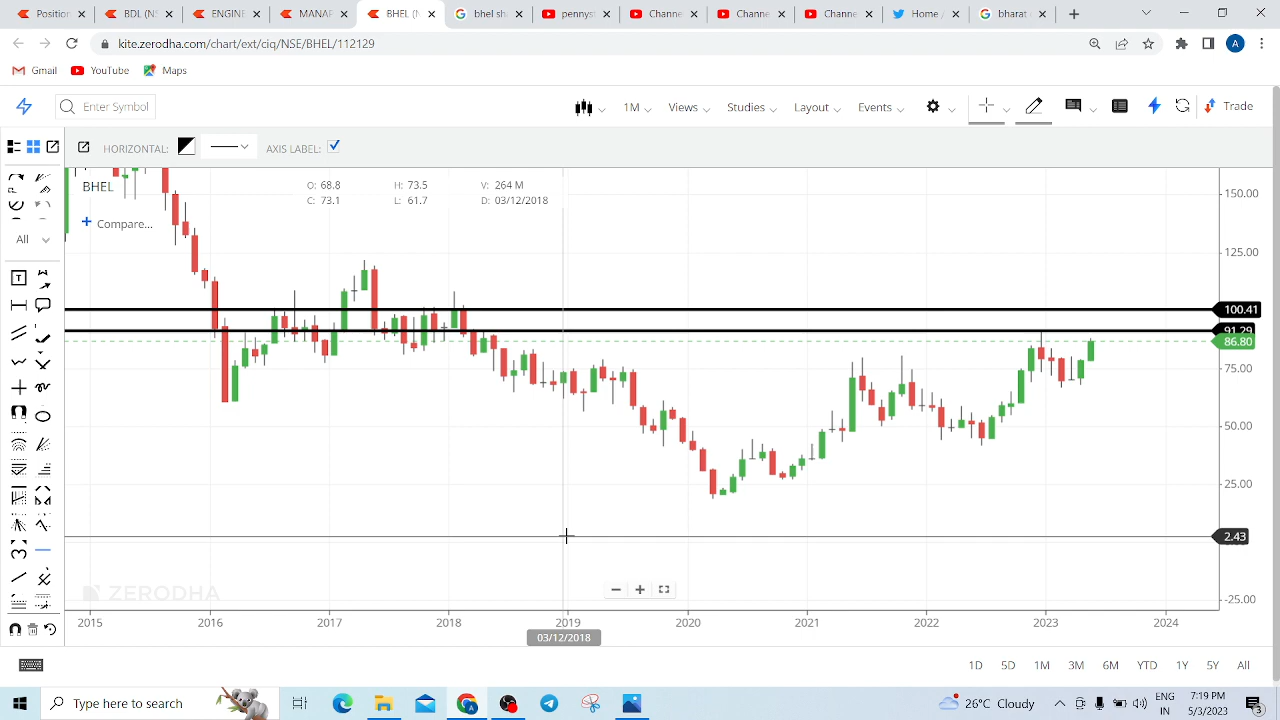 Position
BDL (NS
MANAP
BHEL (N
bhel sha
pennyst
Channe
Channe
Channe
Home /
bharat
kite.zerodha.com/chart/ext/ciq/NSE/BHEL/112129
A
Gmail
YouTube
Maps
Enter Symbol
1M
Views
Studies
Layout
Events
Trade
HORIZONTAL:
AXIS LABEL:
BHEL
O: 68.8
H: 73.5
V: 264 M
C: 73.1
L: 61.7
D: 03/12/2018
Compare...
All
150.00
125.00
100.41
91.29
86.80
75.00
50.00
25.00
2.43
-25.00
ZERODHA
2015
2016
2017
2018
2019
2020
2021
2022
2023
2024
03/12/2018
1D
5D
1M
3M
6M
YTD
1Y
5Y
All
Type here to search
26°C Cloudy
ENG
IN
7:19 PM
5/3/2023
3